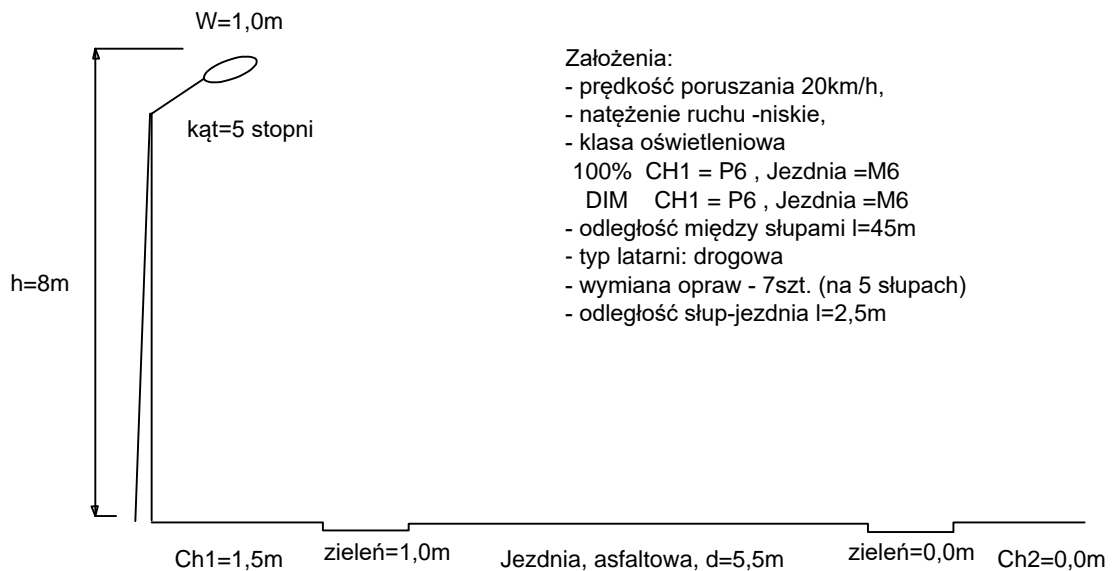 W=1,0m
kąt=5 stopni
h=8m
Założenia:
- prędkość poruszania 20km/h,
- natężenie ruchu -niskie,
- klasa oświetleniowa
100% CH1 = P6 , Jezdnia =M6
DIM CH1 = P6 , Jezdnia =M6
- odległość między słupami l=45m
- typ latarni: drogowa
- wymiana opraw - 7szt. (na 5 słupach)
- odległość słup-jezdnia l=2,5m
Ch1=1,5m
zieleń=1,0m
Jezdnia, asfaltowa, d=5,5m
zieleń=0,0m
Ch2=0,0m